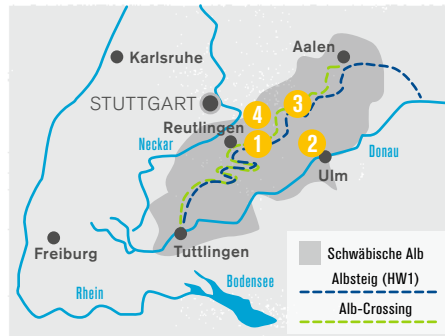 Karlsruhe
Aalen
STUTTGART
4
3
Reutlingen
Neckar
1
2
Donau
Ulm
Freiburg
Tuttlingen
Rhein
Bodensee
Schwäbische Alb
Albsteig (HW1)
Alb-Crossing